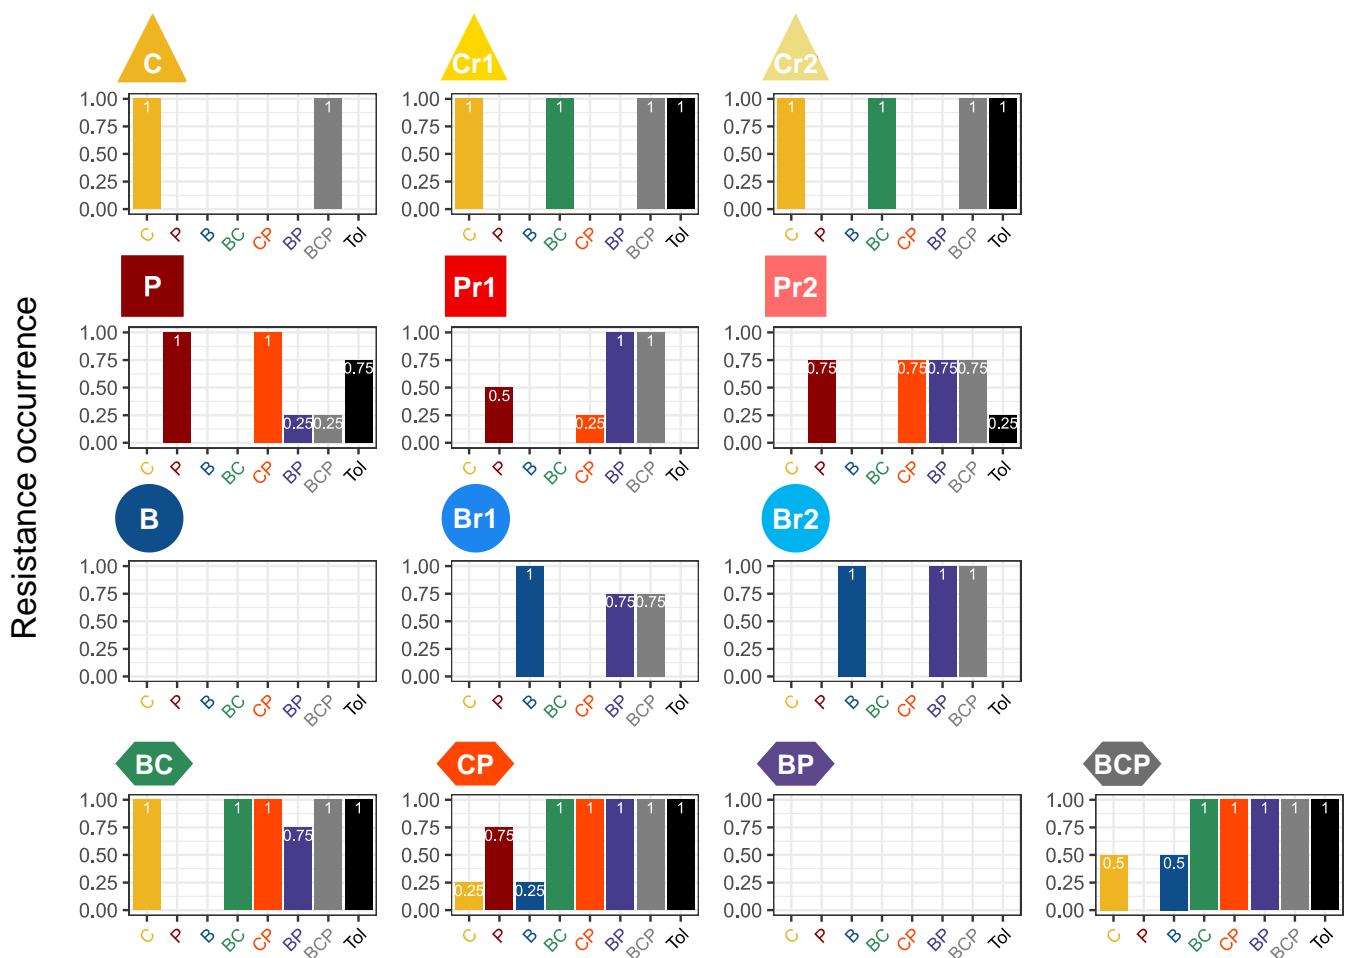 Resistance occurrence
C Cr1 Cr2
1.00 1 1 1.00 1 1 1 1 1.00 1 1 1 1
0.75 0.75 0.75
0.50 0.50 0.50
0.25 0.25 0.25
0.00 0.00 0.00
C P B BC CP BP BCP Tol C P B BC CP BP BCP Tol C P B BC CP BP BCP Tol
P Pr1 Pr2
1.00 1 1 1.00 1 1 1.00
0.75 0.75 0.75 0.75 0.75 0.75 0.75 0.75
0.50 0.50 0.5 0.50
0.25 0.25 0.25 0.25 0.25 0.25 0.25
0.00 0.00 0.00
C P B BC CP BP BCP Tol C P B BC CP BP BCP Tol C P B BC CP BP BCP Tol
B Br1 Br2
1.00 1.00 1 1.00 1 1 1
0.75 0.75 0.75 0.75 0.75
0.50 0.50 0.50
0.25 0.25 0.25
0.00 0.00 0.00
C P B BC CP BP BCP Tol C P B BC CP BP BCP Tol C P B BC CP BP BCP Tol
BC CP BP BCP
1.00 1 1 1 1 1 1.00 1 1 1 1 1 1.00 1.00 1 1 1 1 1
0.75 0.75 0.75 0.75 0.75 0.75
0.50 0.50 0.50 0.50 0.5 0.5
0.25 0.25 0.25 0.25 0.25 0.25
0.00 0.00 0.00 0.00
C P B BC CP BP BCP Tol C P B BC CP BP BCP Tol C P B BC CP BP BCP Tol C P B BC CP BP BCP Tol